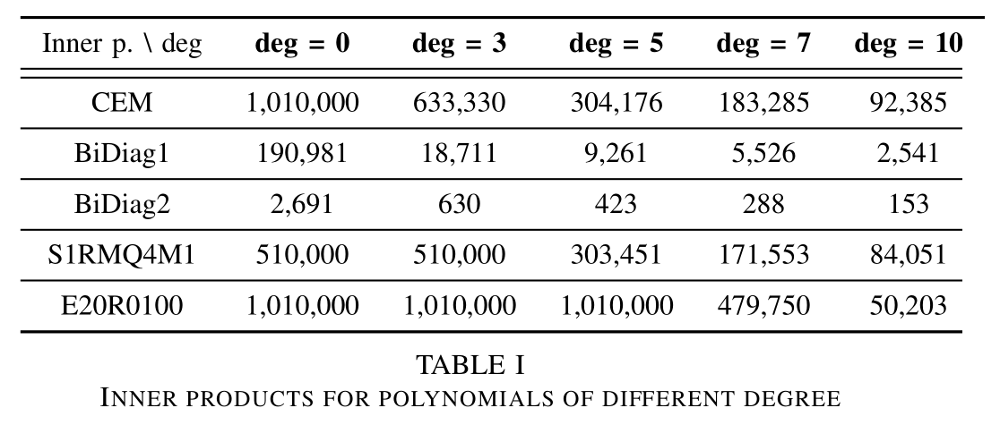 Inner p. \ deg deg = 0 deg = 3 deg = 5 deg = 7 deg = 10
CEM 1,010,000 633,330 304,176 183,285 92,385
BiDiag1 190,981 18,711 9,261 5,526 2,541
BiDiag2 2,691 630 423 288 153
S1RMQ4M1 510,000 510,000 303,451 171,553 84,051
E20R0100 1,010,000 1,010,000 1,010,000 479,750 50,203
TABLE I
INNER PRODUCTS FOR POLYNOMIALS OF DIFFERENT DEGREE